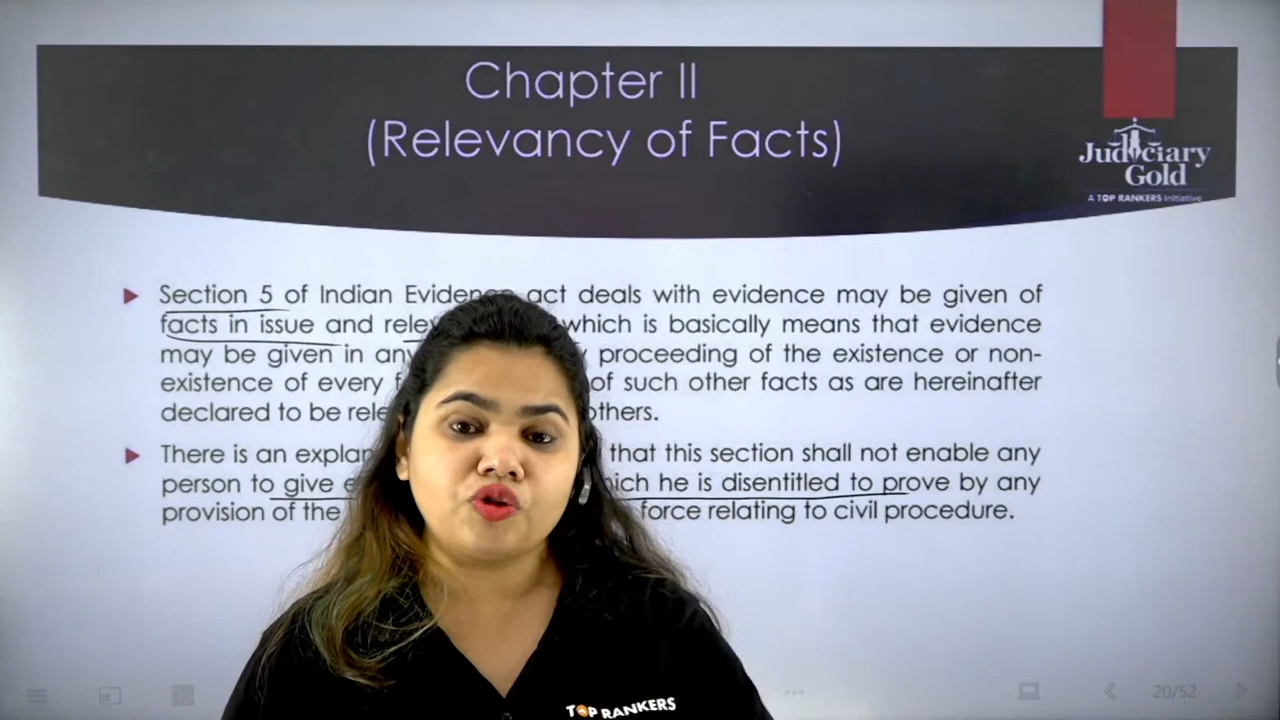 Chapter II
(Relevancy of Facts)
Judiciary
Gold
A TOP RANKERS Initiative
Section 5 of Indian Evidence act deals with evidence may be given of
facts in issue and which is basically means that evidence
may be given in any proceeding of the existence or non-
existence of every of such other facts as are hereinafter
declared to be others.
There is an that this section shall not enable any
person to give which he is disentitled to prove by any
provision of the force relating to civil procedure.
TOP RANKERS
20/52